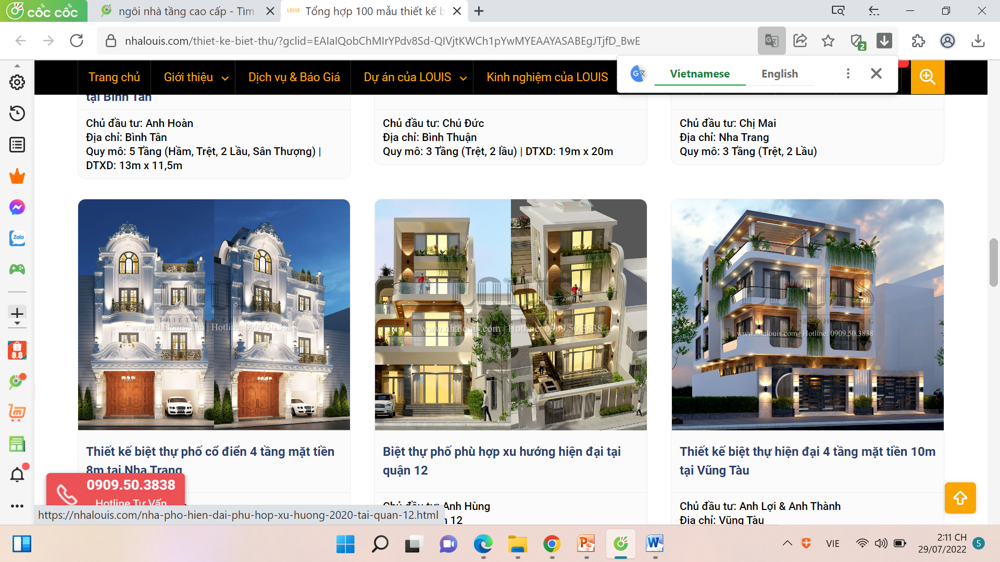 cốc cốc
ngôi nhà tầng cao cấp - Tìm
LOUIS Tổng hợp 100 mẫu thiết kế b
nhalouis.com/thiet-ke-biet-thu/?gclid=EAIaIQobChMIrYPdv8Sd-QIVjtKWCh1pYwMYEAAYASABEgJTjfD_BwE
2
Vietnamese English
Trang chủ Giới thiệu Dịch vụ & Báo Giá Dự án của LOUIS Kinh nghiệm của LOUIS
tại Bình Tân
Chủ đầu tư: Anh Hoàn
Địa chỉ: Bình Tân
Quy mô: 5 Tầng (Hầm, Trệt, 2 Lầu, Sân Thượng) |
DTXD: 13m x 11,5m
Chủ đầu tư: Chú Đức
Địa chỉ: Bình Thuận
Quy mô: 3 Tầng (Trệt, 2 lầu) | DTXD: 19m x 20m
Chủ đầu tư: Chị Mai
Địa chỉ: Nha Trang
Quy mô: 3 Tầng (Trệt, 2 Lầu)
Zalo
8.8
LOUIS
www.nhalouis.com | Hotline: 0909.50.3838
LOUIS
www.nhalouis.com | Hotline: 0909.50.3838
LOUIS
www.nhalouis.com | Hotline: 0909.50.3838
Thiết kế biệt thự phố cổ điển 4 tầng mặt tiền
8m tại Nha Trang
Biệt thự phố phù hợp xu hướng hiện đại tại
quận 12
Thiết kế biệt thự hiện đại 4 tầng mặt tiền 10m
tại Vũng Tàu
0909.50.3838
Hotline Tư Vấn
Chủ đầu tư: Anh Hùng
12
Chủ đầu tư: Anh Lợi & Anh Thành
Địa chỉ: Vũng Tàu
https://nhalouis.com/nha-pho-hien-dai-phu-hop-xu-huong-2020-tai-quan-12.html
VIE
2:11 CH
29/07/2022
5